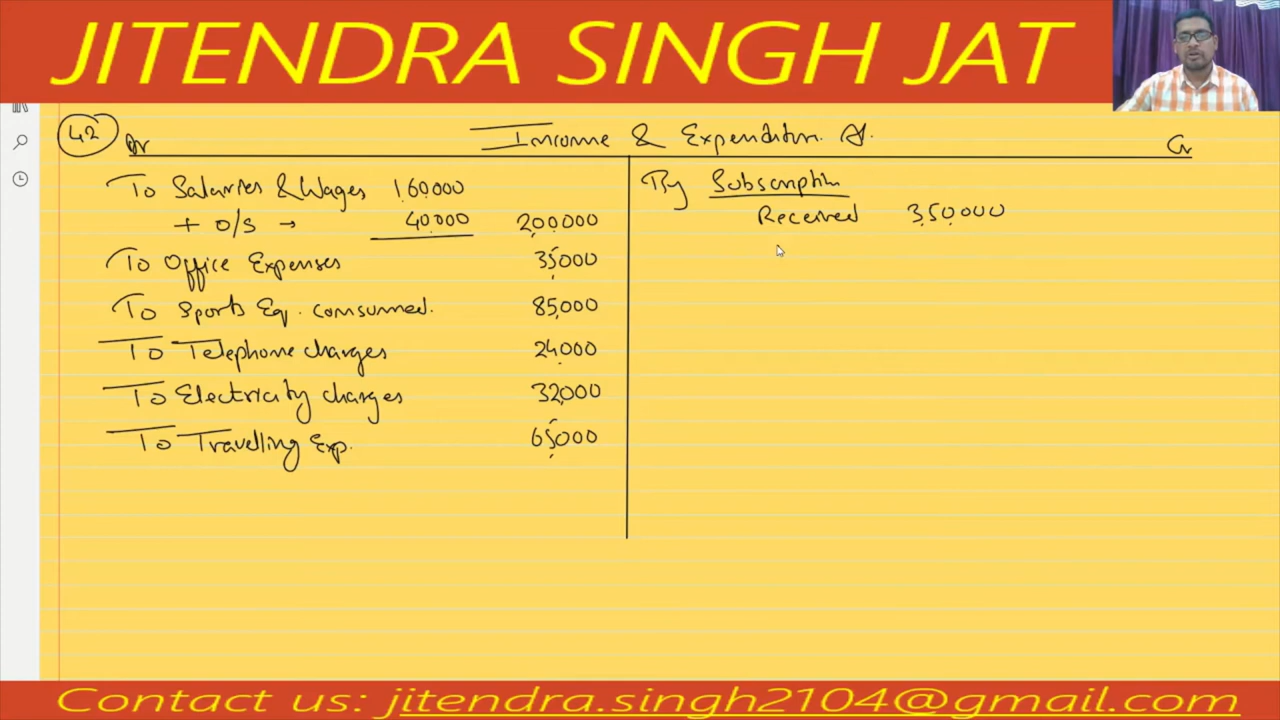 JITENDRA SINGH JAT
42 Dr Income & Expenditure A/. Cr
To Salaries & Wages 1,60,000
+ O/S → 40,000 2,00,000
To Office Expenses 35,000
To Sports Eq. consumed. 85,000
To Telephone charges 24,000
To Electricity charges 32,000
To Travelling Exp. 65,000
By Subscription
Received 3,50,000
Contact us: jitendra.singh2104@gmail.com